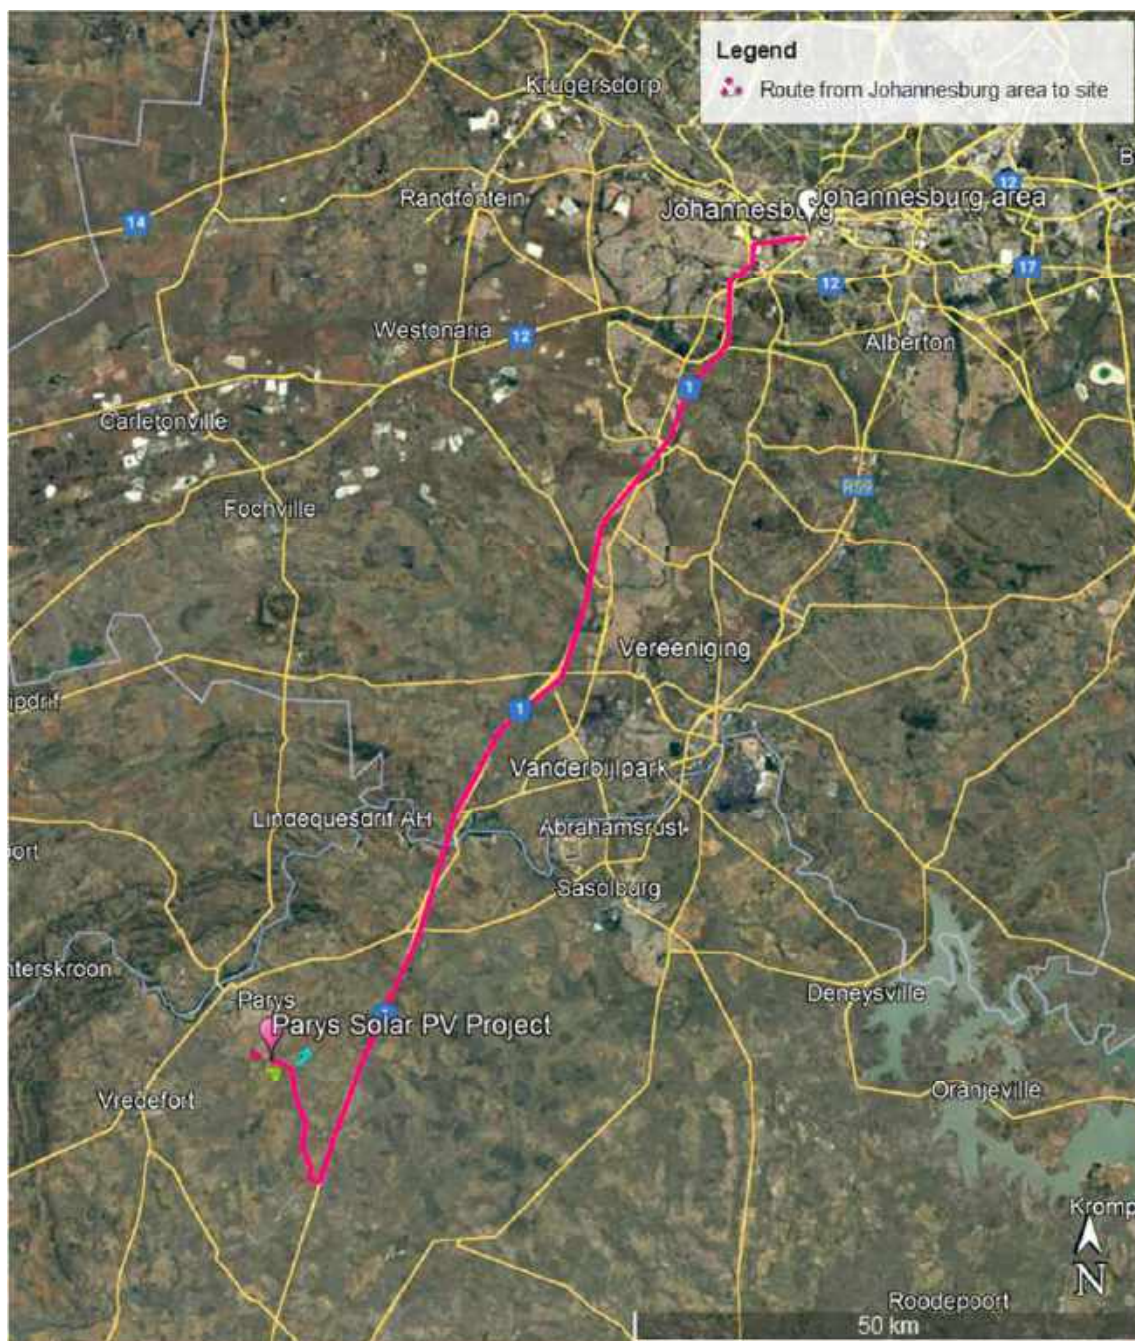 Legend
Route from Johannesburg area to site
Krugersdorp
B
12
Randfontein
Johannesburg
Johannesburg area
14
17
12
Westonaria
12
Alberton
1
Carletonville
R59
Fochville
Vereeniging
1
Vanderbijlpark
Lindequesdrif AH
Abrahamsrust
Sasolburg
Deneysville
Parys
Parys Solar PV Project
Vredefort
Oranjeville
Kromp
N
Roodepoort
50 km